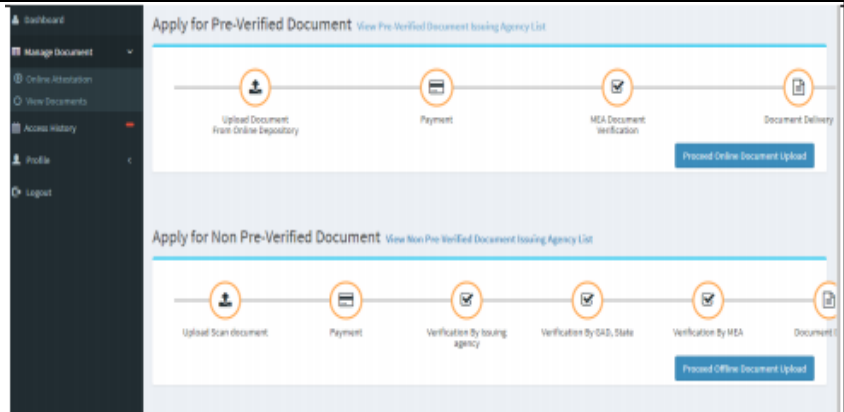 Dashboard
Manage Document
Online Attestation
View Documents
Access History
Profile
Logout
Apply for Pre-Verified Document View Pre-Verified Document Issuing Agency List
Upload Document
From Online Depository
Payment
MEA Document
Verification
Document Delivery
Proceed Online Document Upload
Apply for Non Pre-Verified Document View Non Pre Verified Document Issuing Agency List
Upload Scan document
Payment
Verification By Issuing
agency
Verification By GAD, State
Verification By MEA
Document
Proceed Offline Document Upload